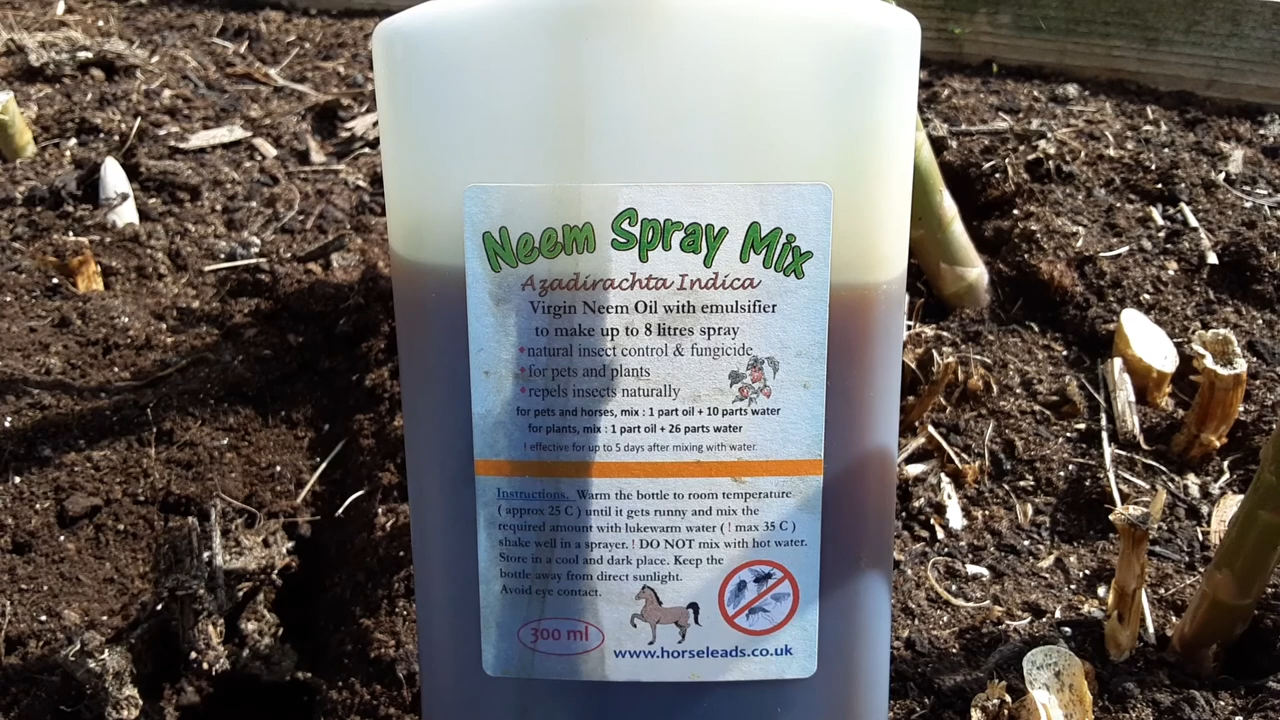 Neem Spray Mix
Azadirachta Indica
Virgin Neem Oil with emulsifier
to make up to 8 litres spray
natural insect control & fungicide
for pets and plants
repels insects naturally
for pets and horses, mix : 1 part oil + 10 parts water
for plants, mix : 1 part oil + 26 parts water
! effective for up to 5 days after mixing with water.
Instructions. Warm the bottle to room temperature
( approx 25 C ) until it gets runny and mix the
required amount with lukewarm water ( ! max 35 C )
shake well in a sprayer. ! DO NOT mix with hot water.
Store in a cool and dark place. Keep the
bottle away from direct sunlight.
Avoid eye contact.
300 ml
www.horseleads.co.uk